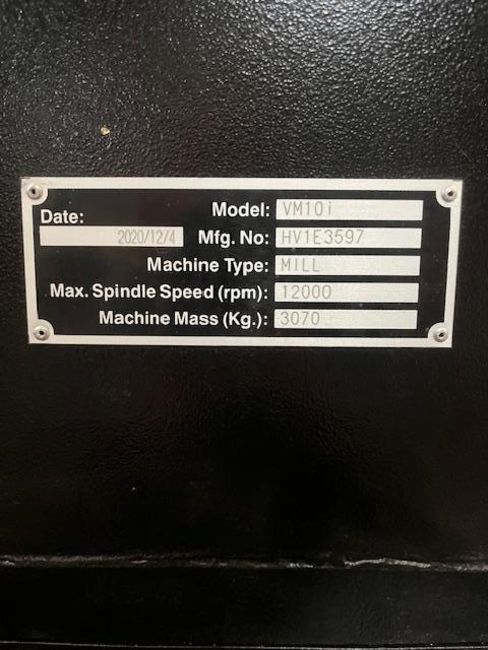 Date: Model: VM10i
2020/12/4 Mfg. No: HV1E3597
Machine Type: MILL
Max. Spindle Speed (rpm): 12000
Machine Mass (Kg.): 3070